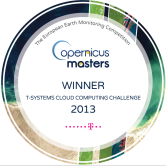 The European Earth Monitoring Competition
Copernicus
masters
WINNER
T-SYSTEMS CLOUD COMPUTING CHALLENGE
2013
T